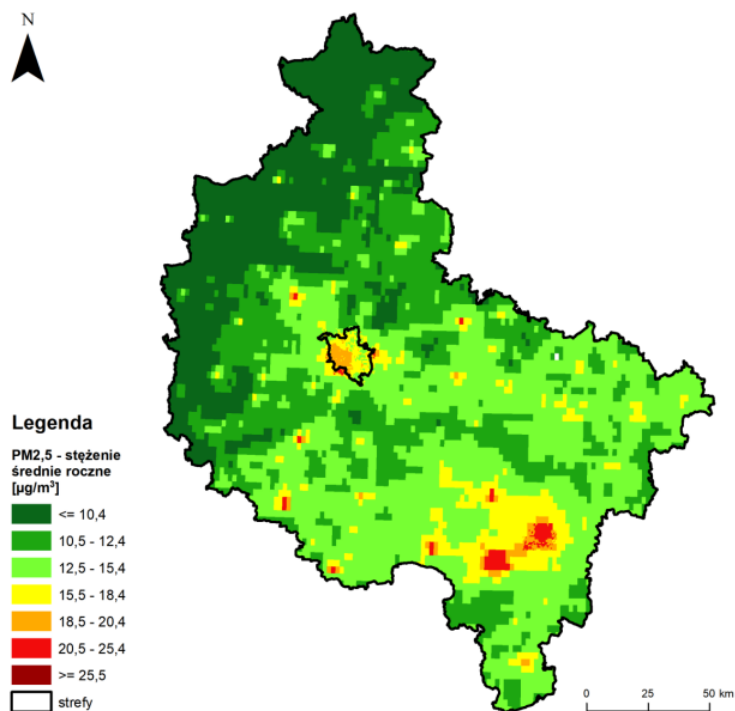 N
Legenda
PM2,5 - stężenie
średnie roczne
[µg/m³]
<= 10,4
10,5 - 12,4
12,5 - 15,4
15,5 - 18,4
18,5 - 20,4
20,5 - 25,4
>= 25,5
strefy
0 25 50 km